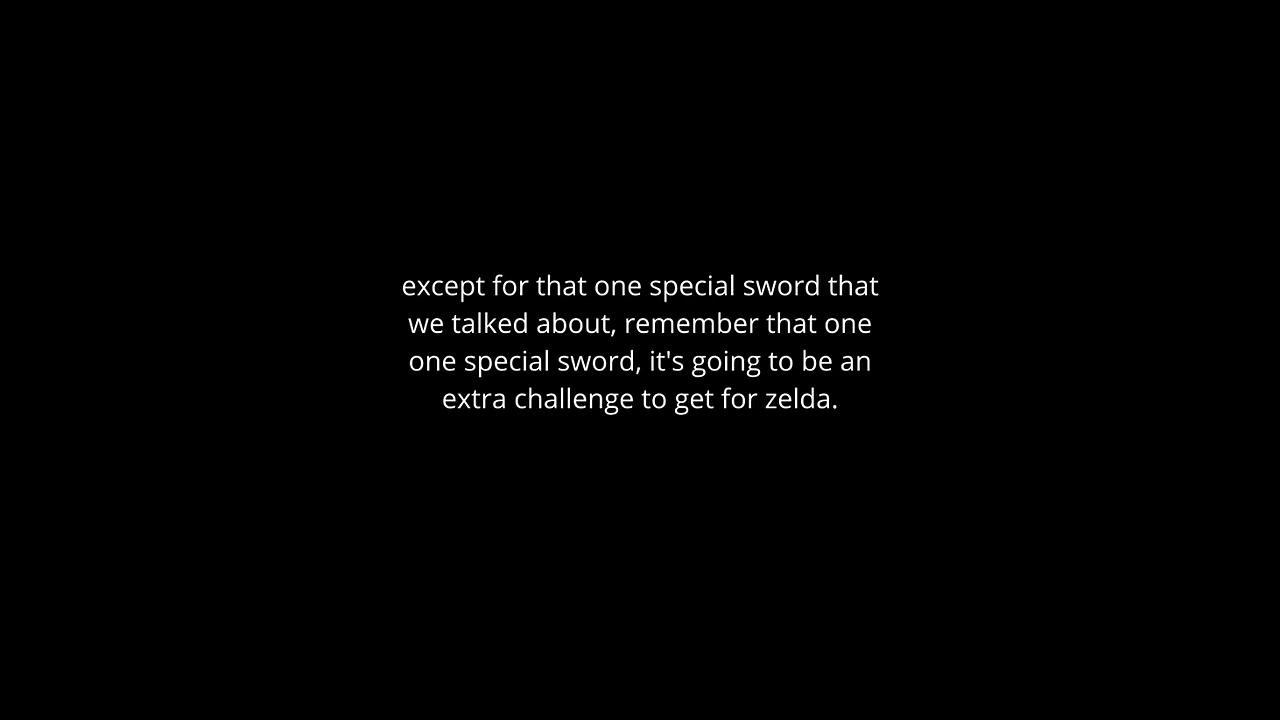 except for that one special sword that
we talked about, remember that one
one special sword, it's going to be an
extra challenge to get for zelda.